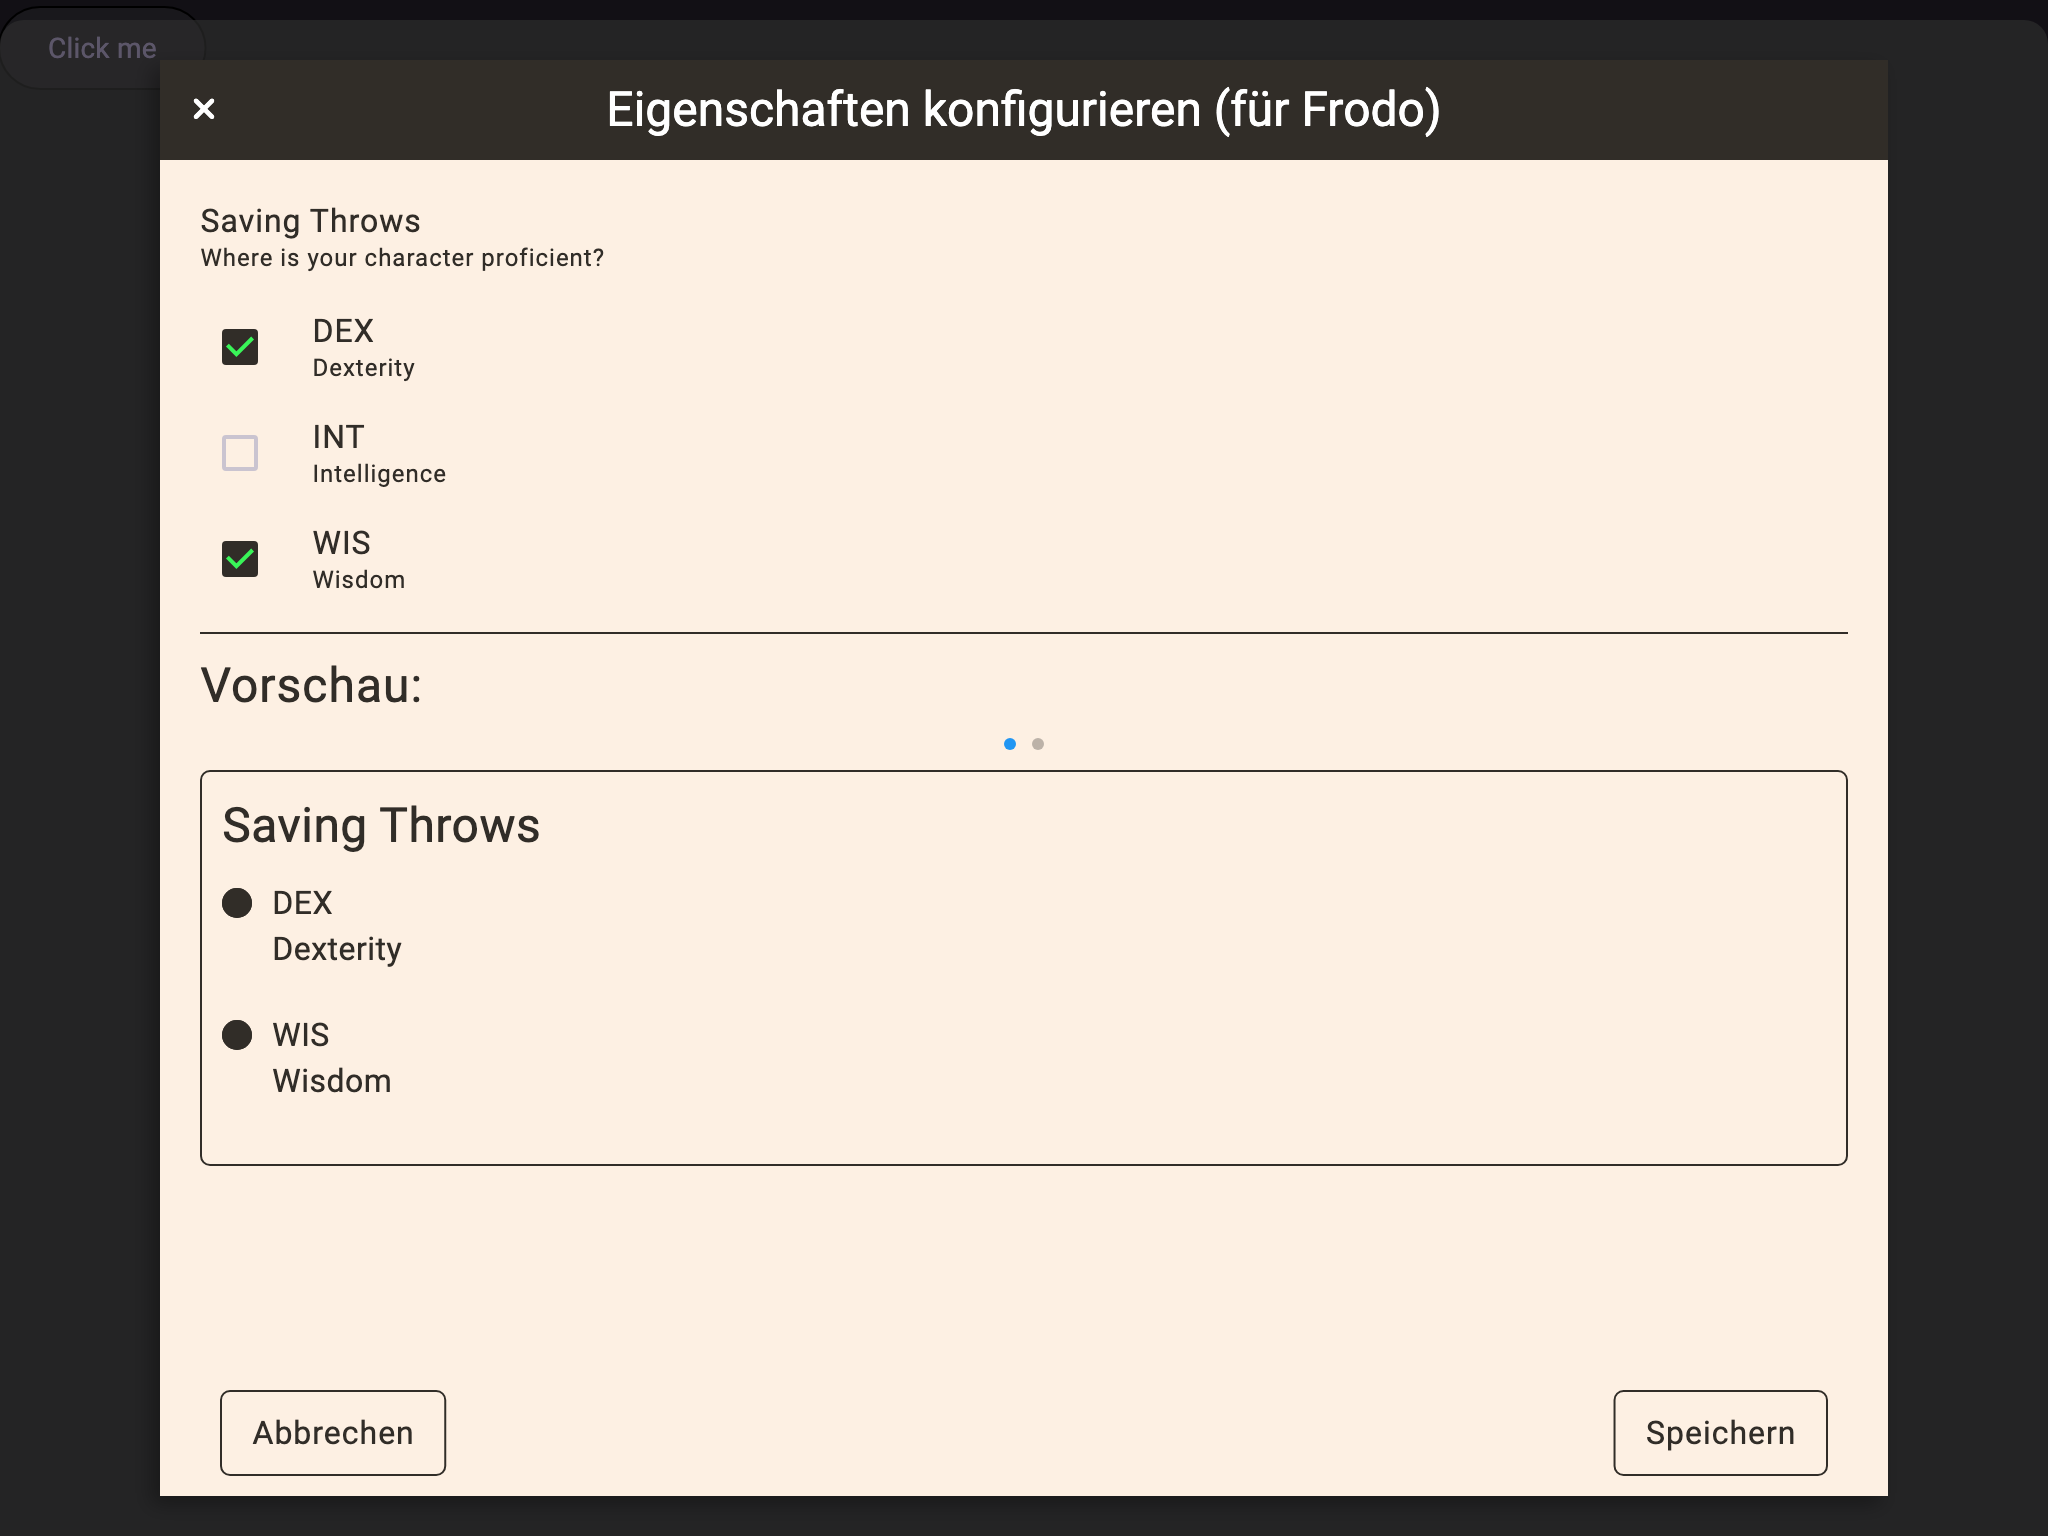 Click me
Eigenschaften konfigurieren (für Frodo)
Saving Throws
Where is your character proficient?
DEX
Dexterity
INT
Intelligence
WIS
Wisdom
Vorschau:
Saving Throws
DEX
Dexterity
WIS
Wisdom
Abbrechen
Speichern